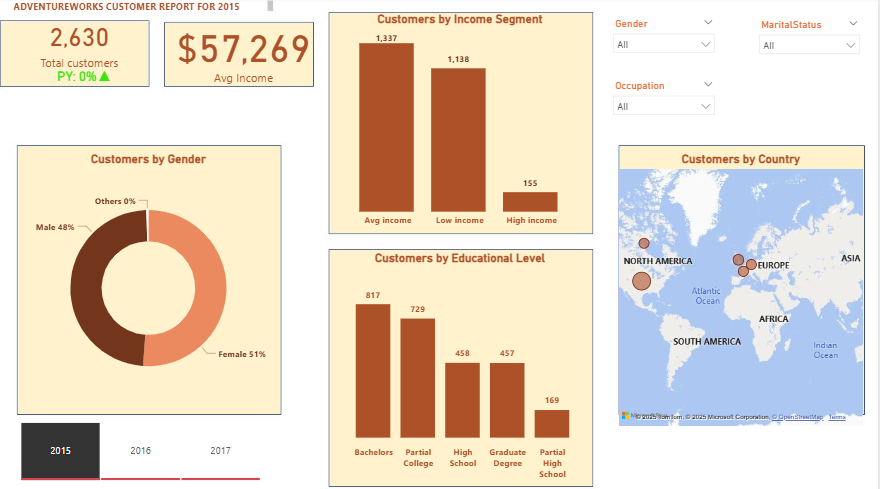 ADVENTUREWORKS CUSTOMER REPORT FOR 2015
2,630
Total customers
PY: 0%▲
$57,269
Avg Income
Customers by Income Segment
1,337
1,138
155
Avg income
Low income
High income
Gender
All
MaritalStatus
All
Occupation
All
Customers by Gender
Others 0%
Male 48%
Female 51%
Customers by Educational Level
817
729
458
457
169
Bachelors
Partial
College
High
School
Graduate
Degree
Partial
High
School
Customers by Country
NORTH AMERICA
EUROPE
ASIA
Atlantic
Ocean
AFRICA
SOUTH AMERICA
Indian
Ocean
© 2025 TomTom, © 2025 Microsoft Corporation, © OpenStreetMap Terms
2015
2016
2017